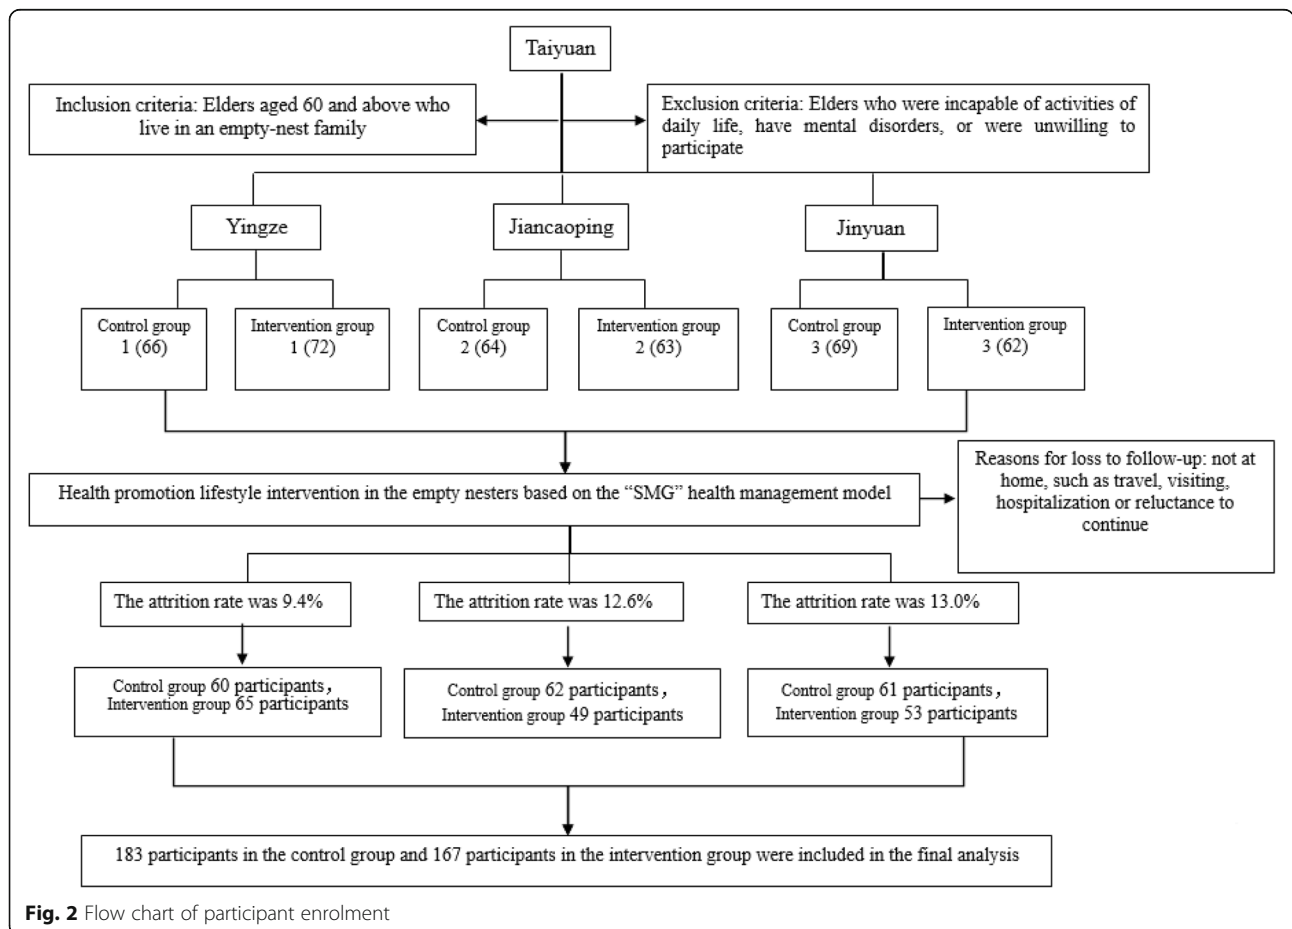 Taiyuan
Inclusion criteria: Elders aged 60 and above who
live in an empty-nest family
Exclusion criteria: Elders who were incapable of activities of
daily life, have mental disorders, or were unwilling to
participate
Yingze
Jiancaoping
Jinyuan
Control group
1 (66)
Intervention group
1 (72)
Control group
2 (64)
Intervention group
2 (63)
Control group
3 (69)
Intervention group
3 (62)
Health promotion lifestyle intervention in the empty nesters based on the “SMG” health management model
Reasons for loss to follow-up: not at
home, such as travel, visiting,
hospitalization or reluctance to
continue
The attrition rate was 9.4%
The attrition rate was 12.6%
The attrition rate was 13.0%
Control group 60 participants,
Intervention group 65 participants
Control group 62 participants,
Intervention group 49 participants
Control group 61 participants,
Intervention group 53 participants
183 participants in the control group and 167 participants in the intervention group were included in the final analysis
Fig. 2 Flow chart of participant enrolment